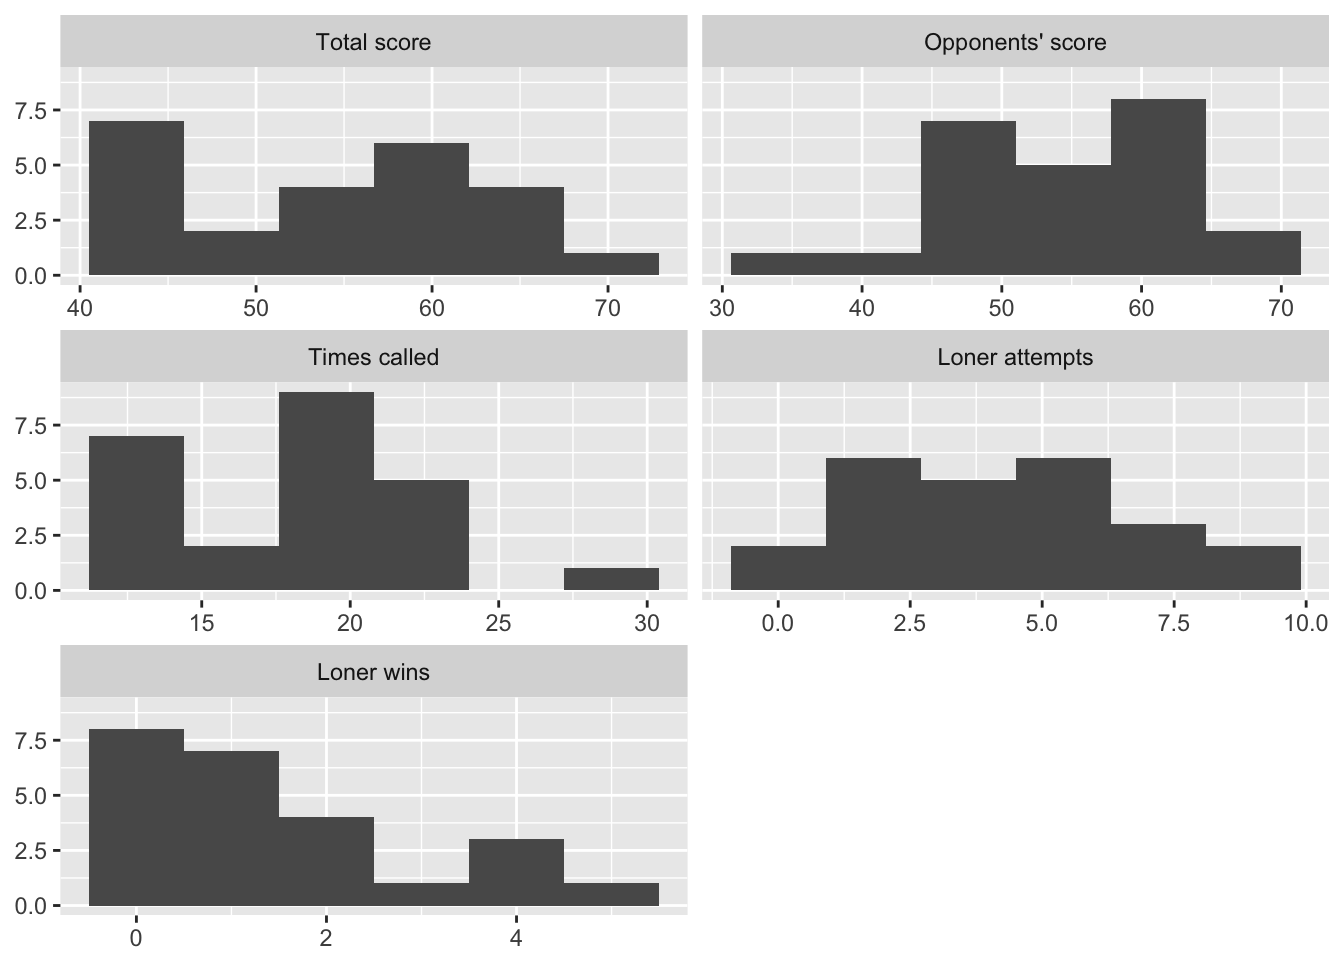 Total score
Opponents' score
7.5
5.0
2.5
0.0
40 50 60 70
30 40 50 60 70
Times called
Loner attempts
7.5
5.0
2.5
0.0
15 20 25 30
0.0 2.5 5.0 7.5 10.0
Loner wins
7.5
5.0
2.5
0.0
0 2 4